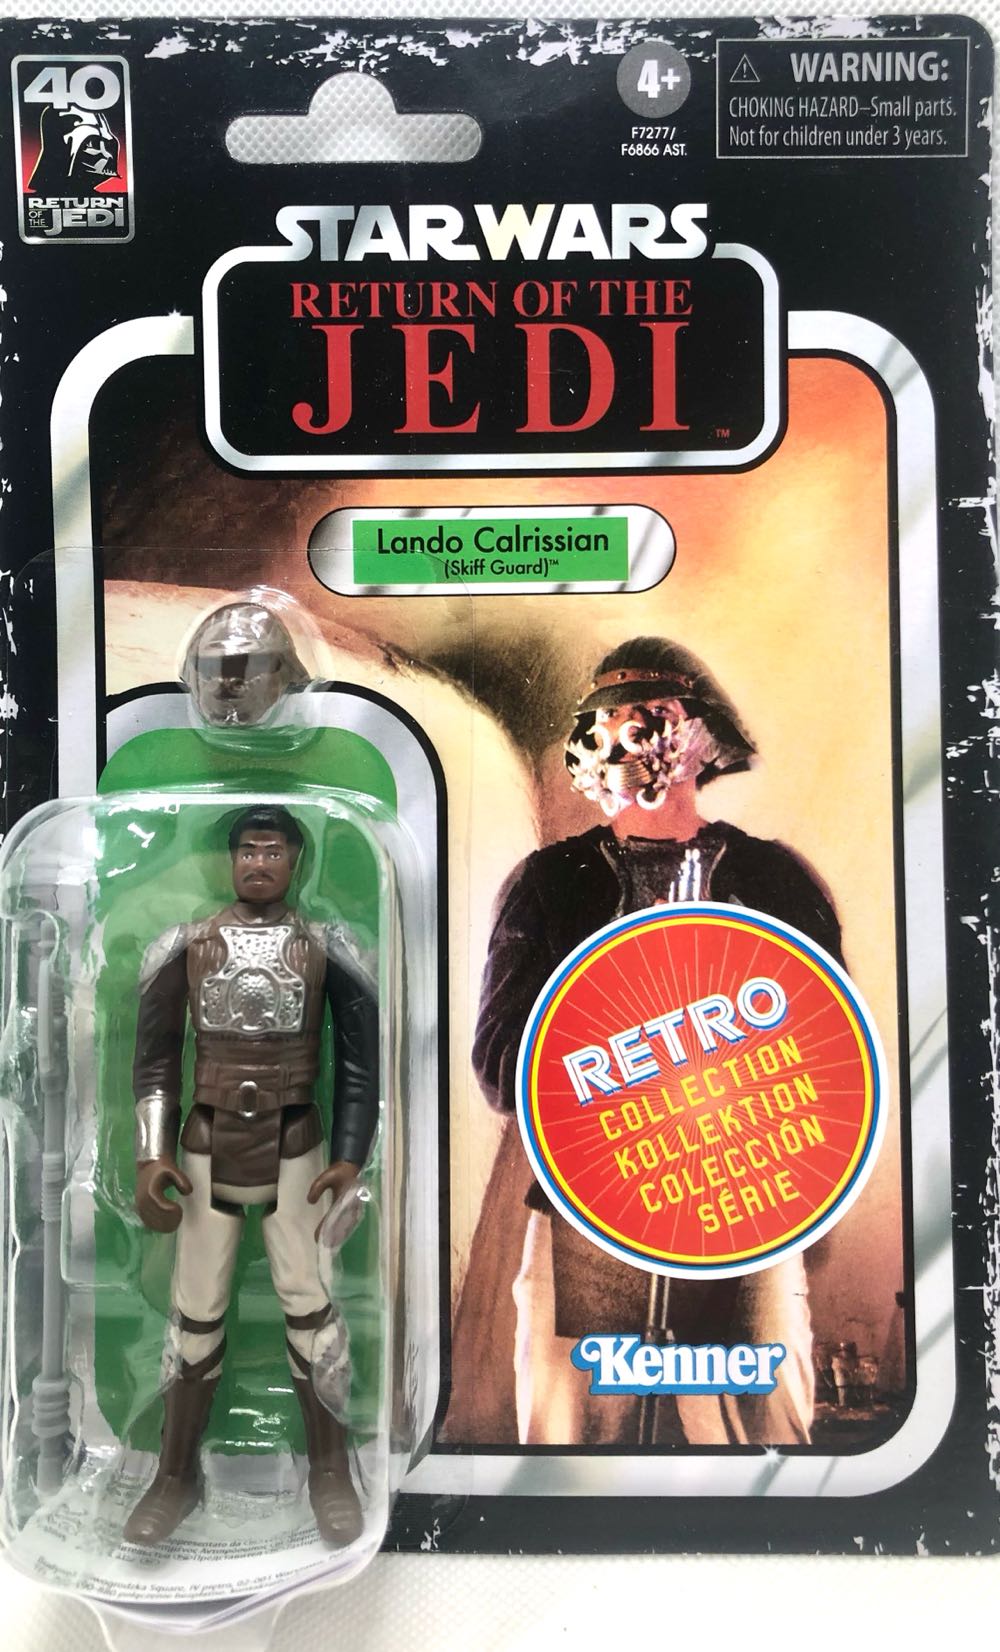 40
RETURN
OF THE
JEDI
4+
F7277/
F6866 AST.
WARNING:
CHOKING HAZARD–Small parts.
Not for children under 3 years.
STAR WARS
RETURN OF THE
JEDI
TM
Lando Calrissian
(Skiff Guard)™
RETRO
COLLECTION
KOLLEKTION
COLECCIÓN
SÉRIE
Kenner